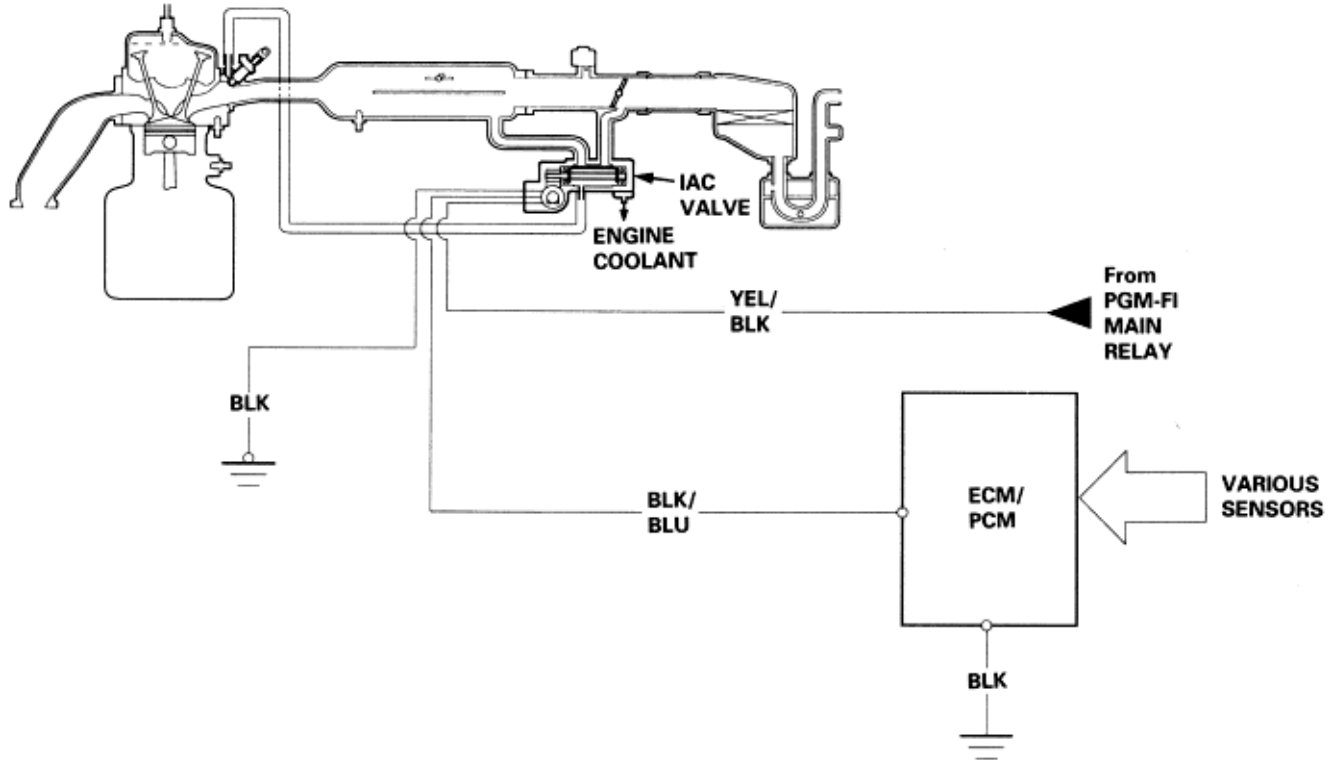 IAC
VALVE
ENGINE
COOLANT
YEL/
BLK
From
PGM-FI
MAIN
RELAY
BLK
BLK/
BLU
ECM/
PCM
VARIOUS
SENSORS
BLK